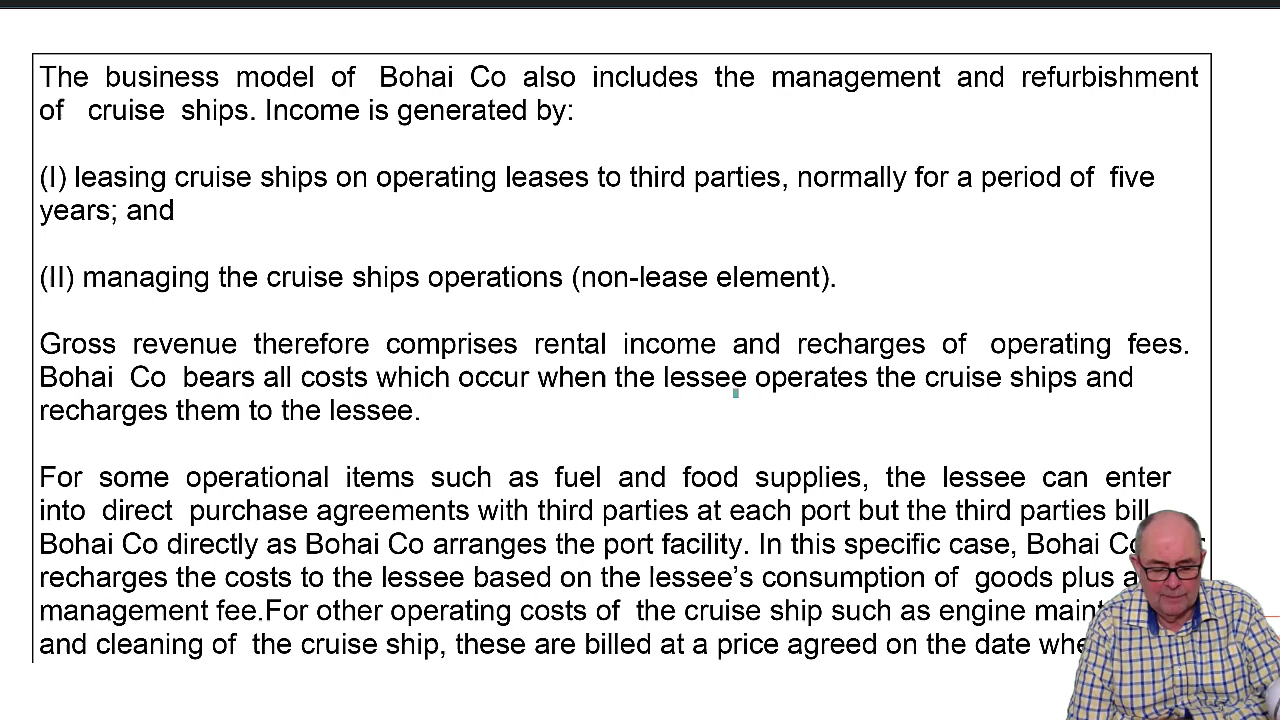 The business model of Bohai Co also includes the management and refurbishment
of cruise ships. Income is generated by:
(I) leasing cruise ships on operating leases to third parties, normally for a period of five
years; and
(II) managing the cruise ships operations (non-lease element).
Gross revenue therefore comprises rental income and recharges of operating fees.
Bohai Co bears all costs which occur when the lessee operates the cruise ships and
recharges them to the lessee.
For some operational items such as fuel and food supplies, the lessee can enter
into direct purchase agreements with third parties at each port but the third parties bill
Bohai Co directly as Bohai Co arranges the port facility. In this specific case, Bohai
recharges the costs to the lessee based on the lessee’s consumption of goods plus
management fee.For other operating costs of the cruise ship such as engine
and cleaning of the cruise ship, these are billed at a price agreed on the date